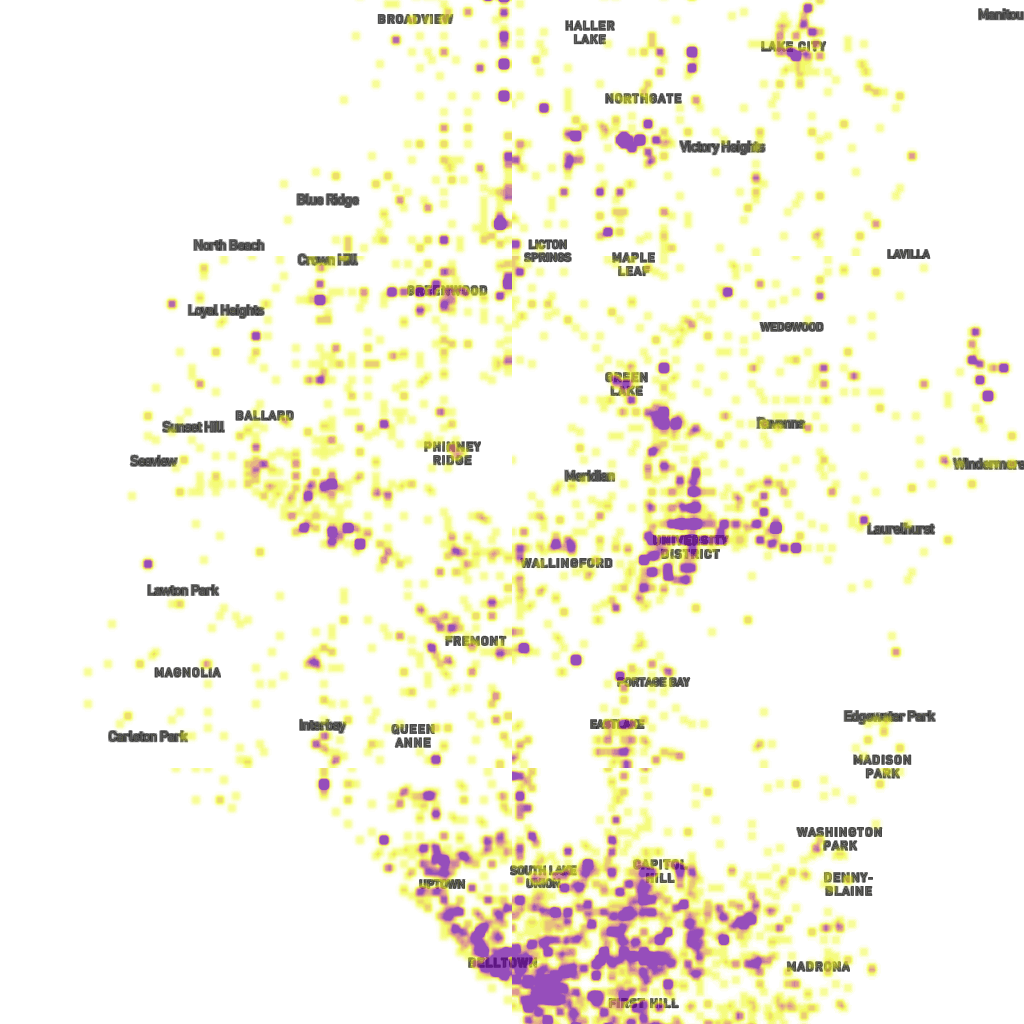 BROADVIEW
HALLER
LAKE
LAKE CITY
Manitou
NORTHGATE
Victory Heights
Blue Ridge
North Beach
Crown Hill
LICTON
SPRINGS
MAPLE
LEAF
LAVILLA
GREENWOOD
Loyal Heights
WEDGWOOD
GREEN
LAKE
BALLARD
Sunset Hill
Ravenna
PHINNEY
RIDGE
Seaview
Meridian
Windermere
Laurelhurst
UNIVERSITY
DISTRICT
WALLINGFORD
Lawton Park
FREMONT
MAGNOLIA
PORTAGE BAY
Carleton Park
Interbay
QUEEN
ANNE
EASTLAKE
Edgewater Park
MADISON
PARK
WASHINGTON
PARK
SOUTH LAKE
UNION
CAPITOL
HILL
UPTOWN
DENNY-
BLAINE
BELLTOWN
MADRONA
FIRST HILL